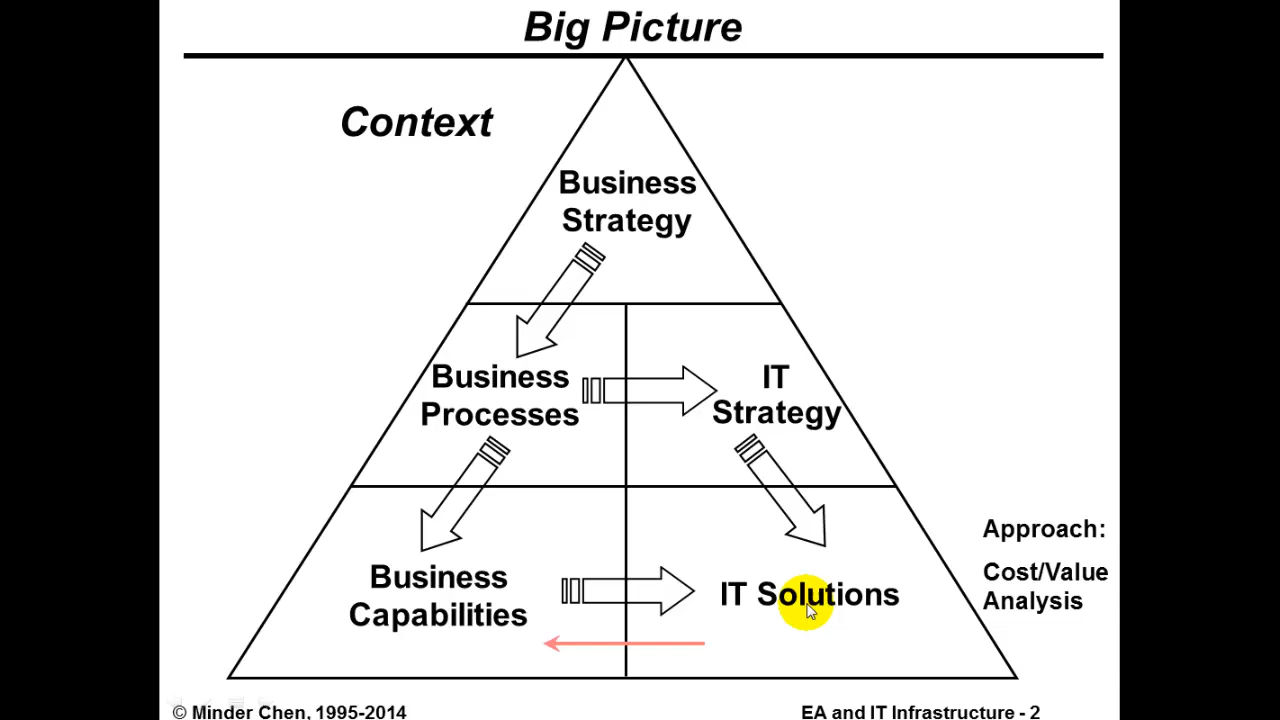 Big Picture
Context
Business
Strategy
Business
Processes
IT
Strategy
Business
Capabilities
IT Solutions
Approach:
Cost/Value
Analysis
© Minder Chen, 1995-2014
EA and IT Infrastructure - 2